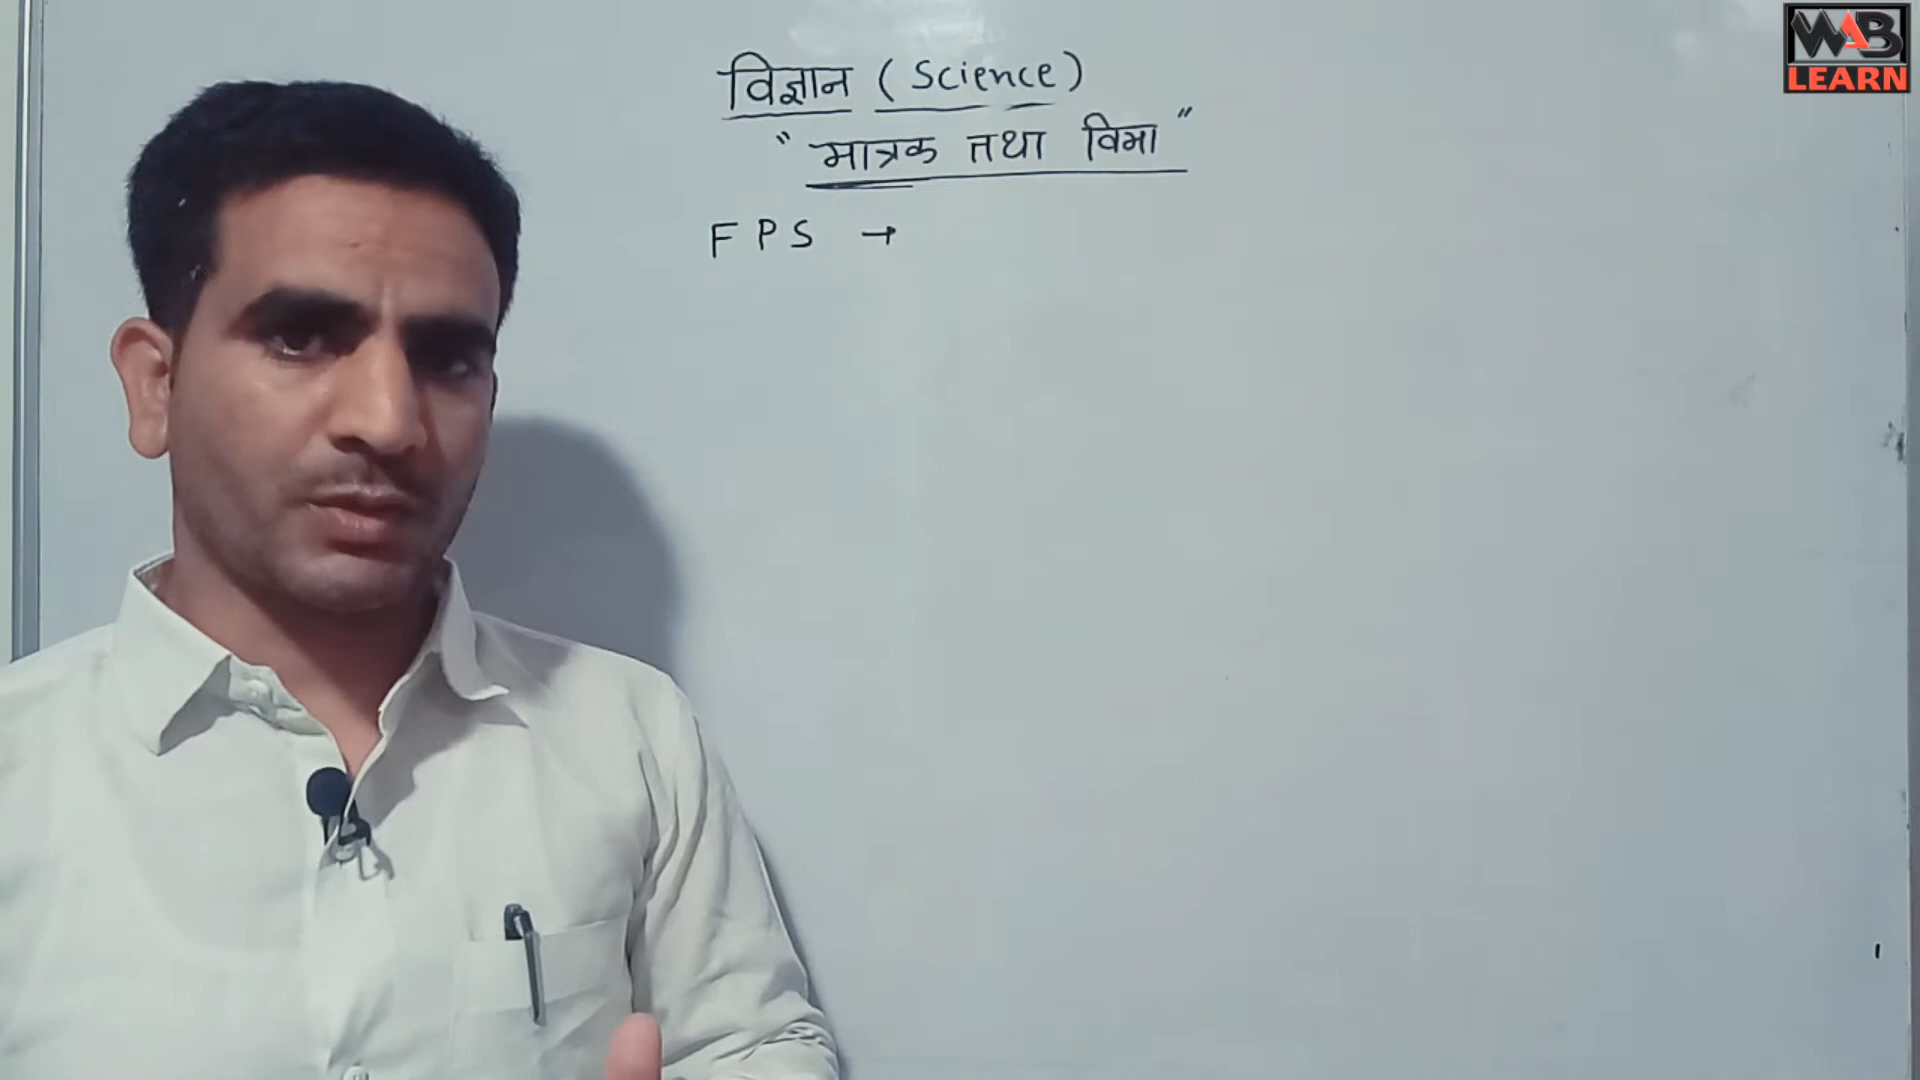 विज्ञान (Science)
"मात्रक तथा विमा"
FPS →
WAB
LEARN